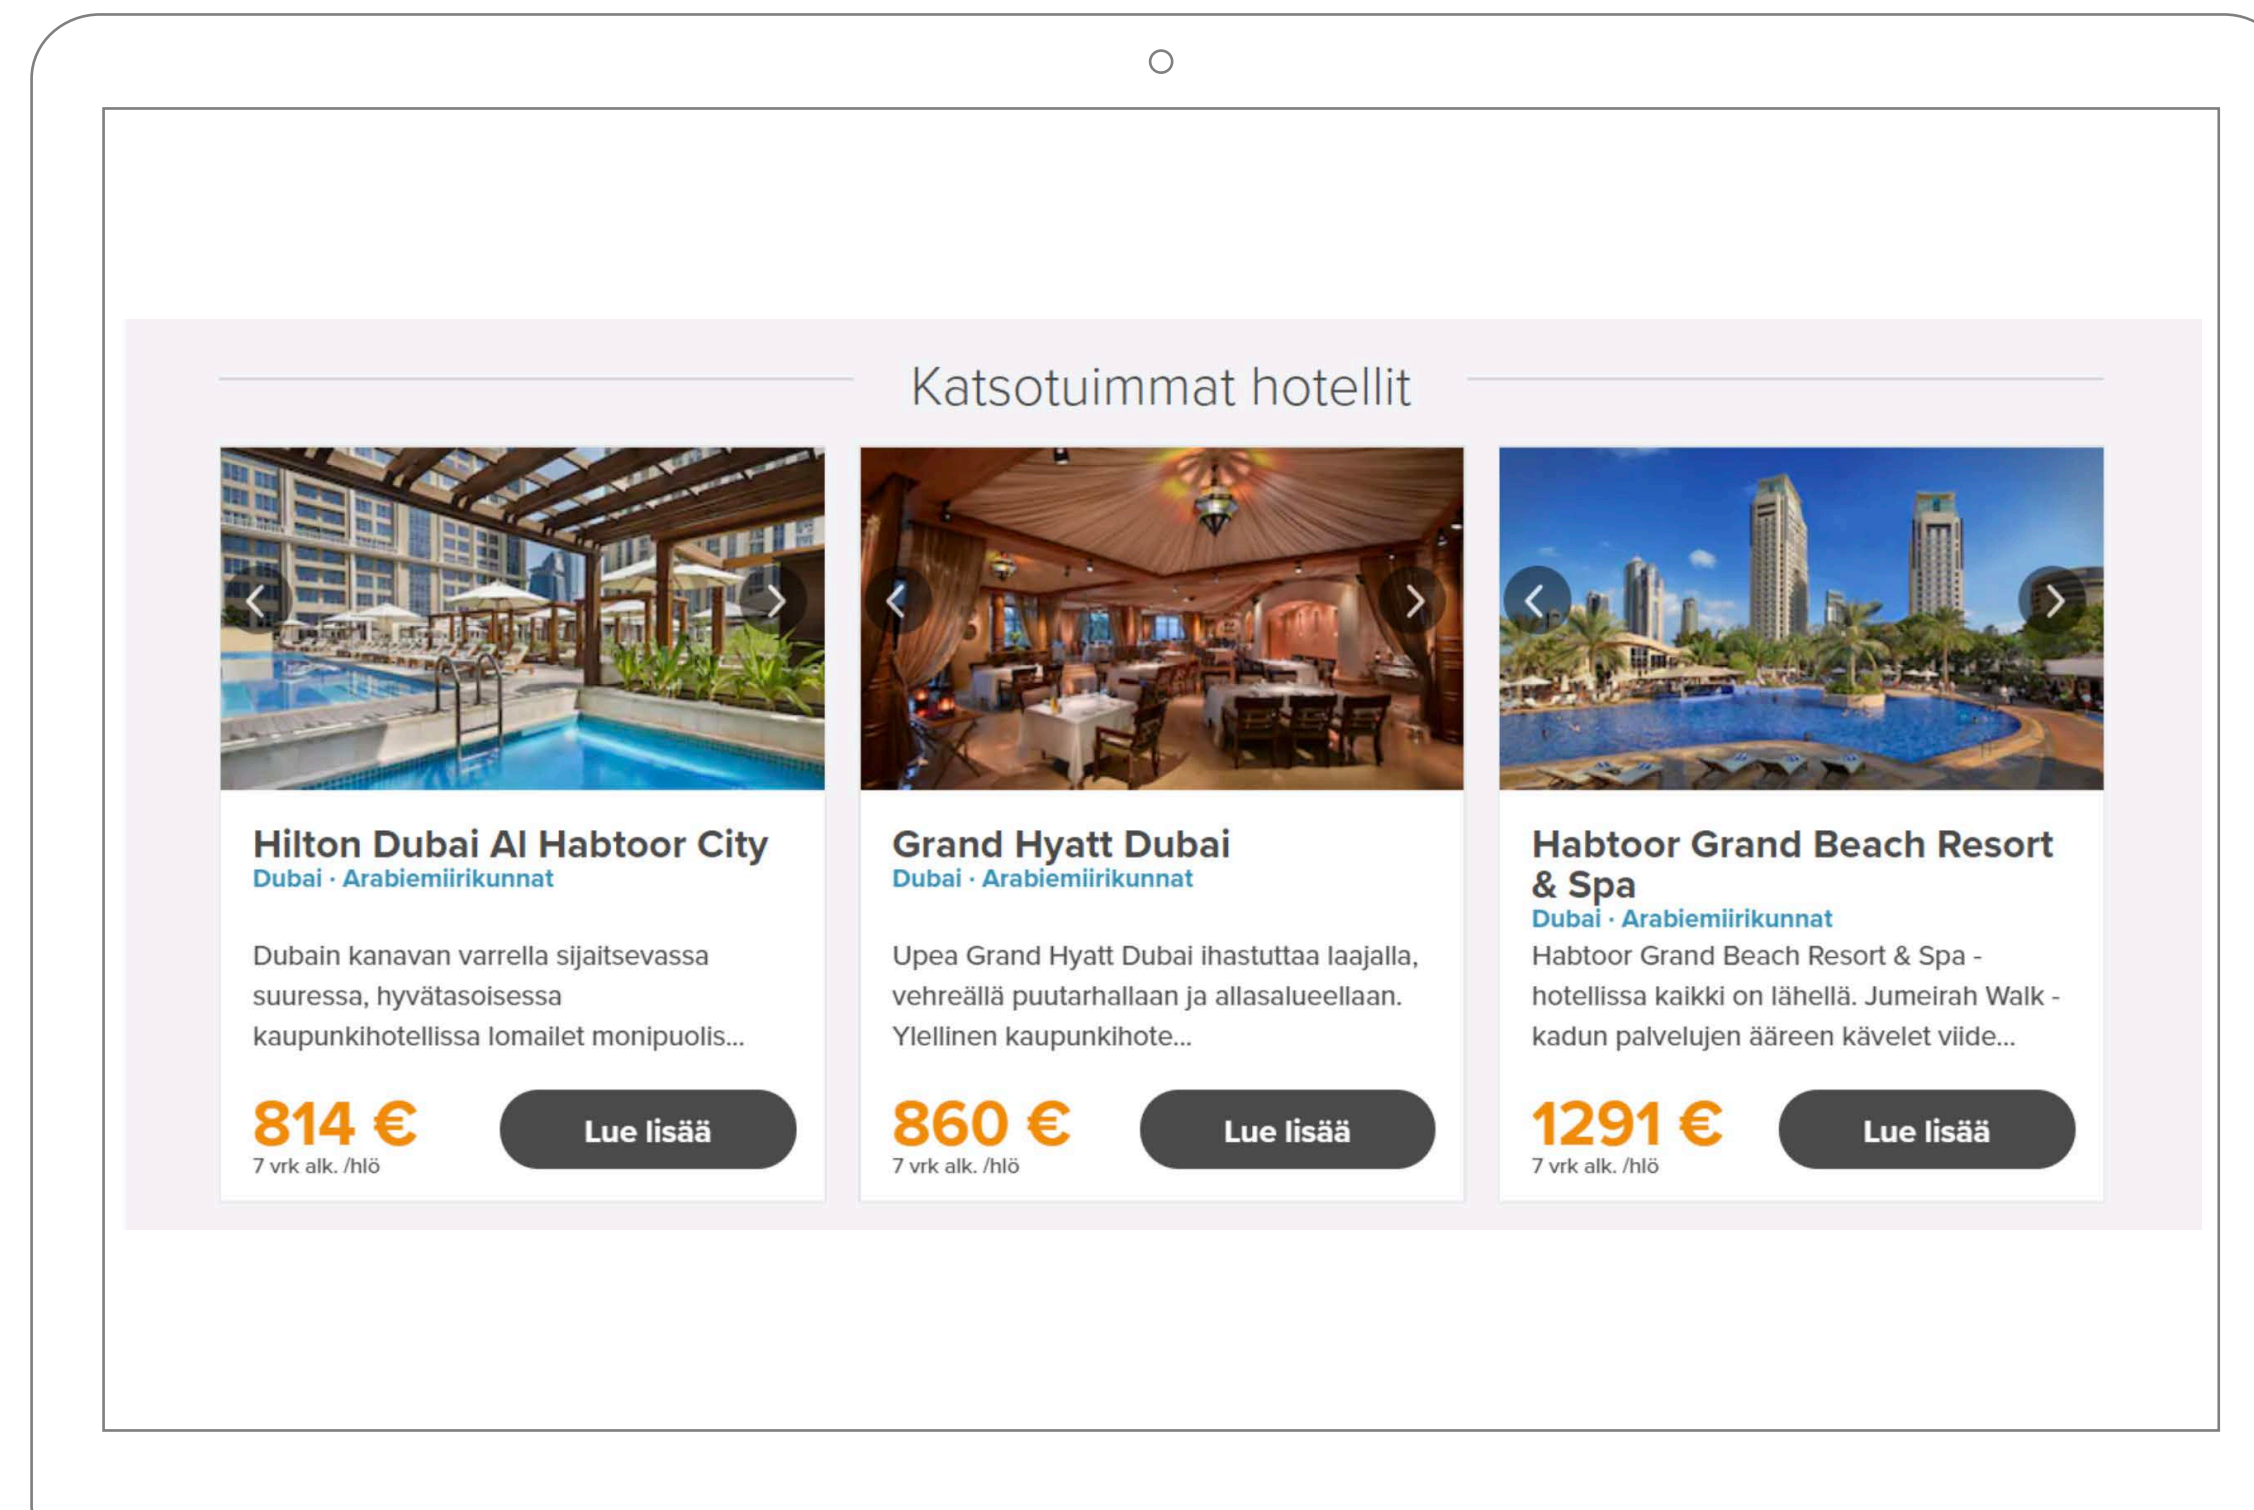 Katsotuimmat hotellit
Hilton Dubai Al Habtoor City
Dubai · Arabiemiirikunnat
Dubain kanavan varrella sijaitsevassa
suuressa, hyvätasoisessa
kaupunkihotellissa lomailet monipuolis...
814 €
7 vrk alk. /hlö
Lue lisää
Grand Hyatt Dubai
Dubai · Arabiemiirikunnat
Upea Grand Hyatt Dubai ihastuttaa laajalla,
vehreällä puutarhallaan ja allasalueellaan.
Ylellinen kaupunkihote...
860 €
7 vrk alk. /hlö
Lue lisää
Habtoor Grand Beach Resort
& Spa
Dubai · Arabiemiirikunnat
Habtoor Grand Beach Resort & Spa -
hotellissa kaikki on lähellä. Jumeirah Walk -
kadun palvelujen ääreen kävelet viide...
1291 €
7 vrk alk. /hlö
Lue lisää